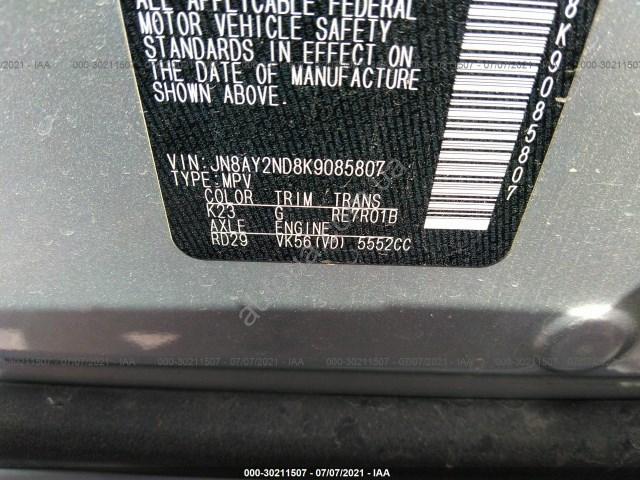 ALL APPLICABLE FEDERAL
MOTOR VEHICLE SAFETY
STANDARDS IN EFFECT ON
THE DATE OF MANUFACTURE
SHOWN ABOVE.
VIN:JN8AY2ND8K9085807
TYPE:MPV
COLOR TRIM TRANS
K23 G RE7R01B
AXLE ENGINE
RD29 VK56(VD) 5552CC
8K9085807
000-30211507 - 07/07/2021 - IAA